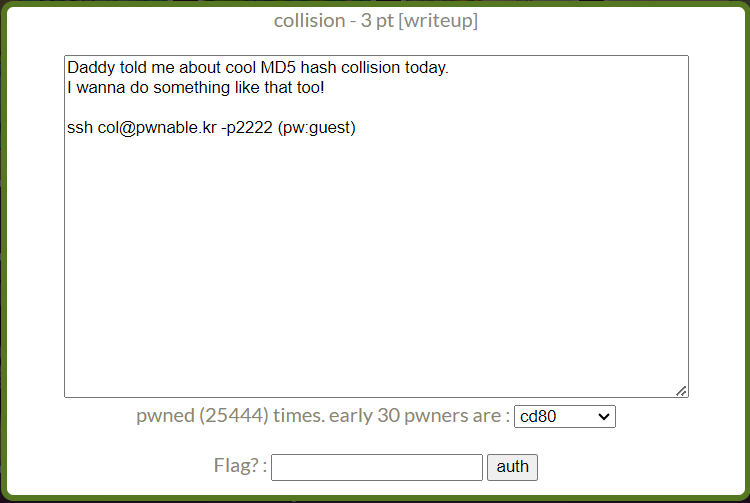 collision - 3 pt [writeup]
Daddy told me about cool MD5 hash collision today.
I wanna do something like that too!
ssh col@pwnable.kr -p2222 (pw:guest)
pwned (25444) times. early 30 pwners are : cd80
Flag? : auth